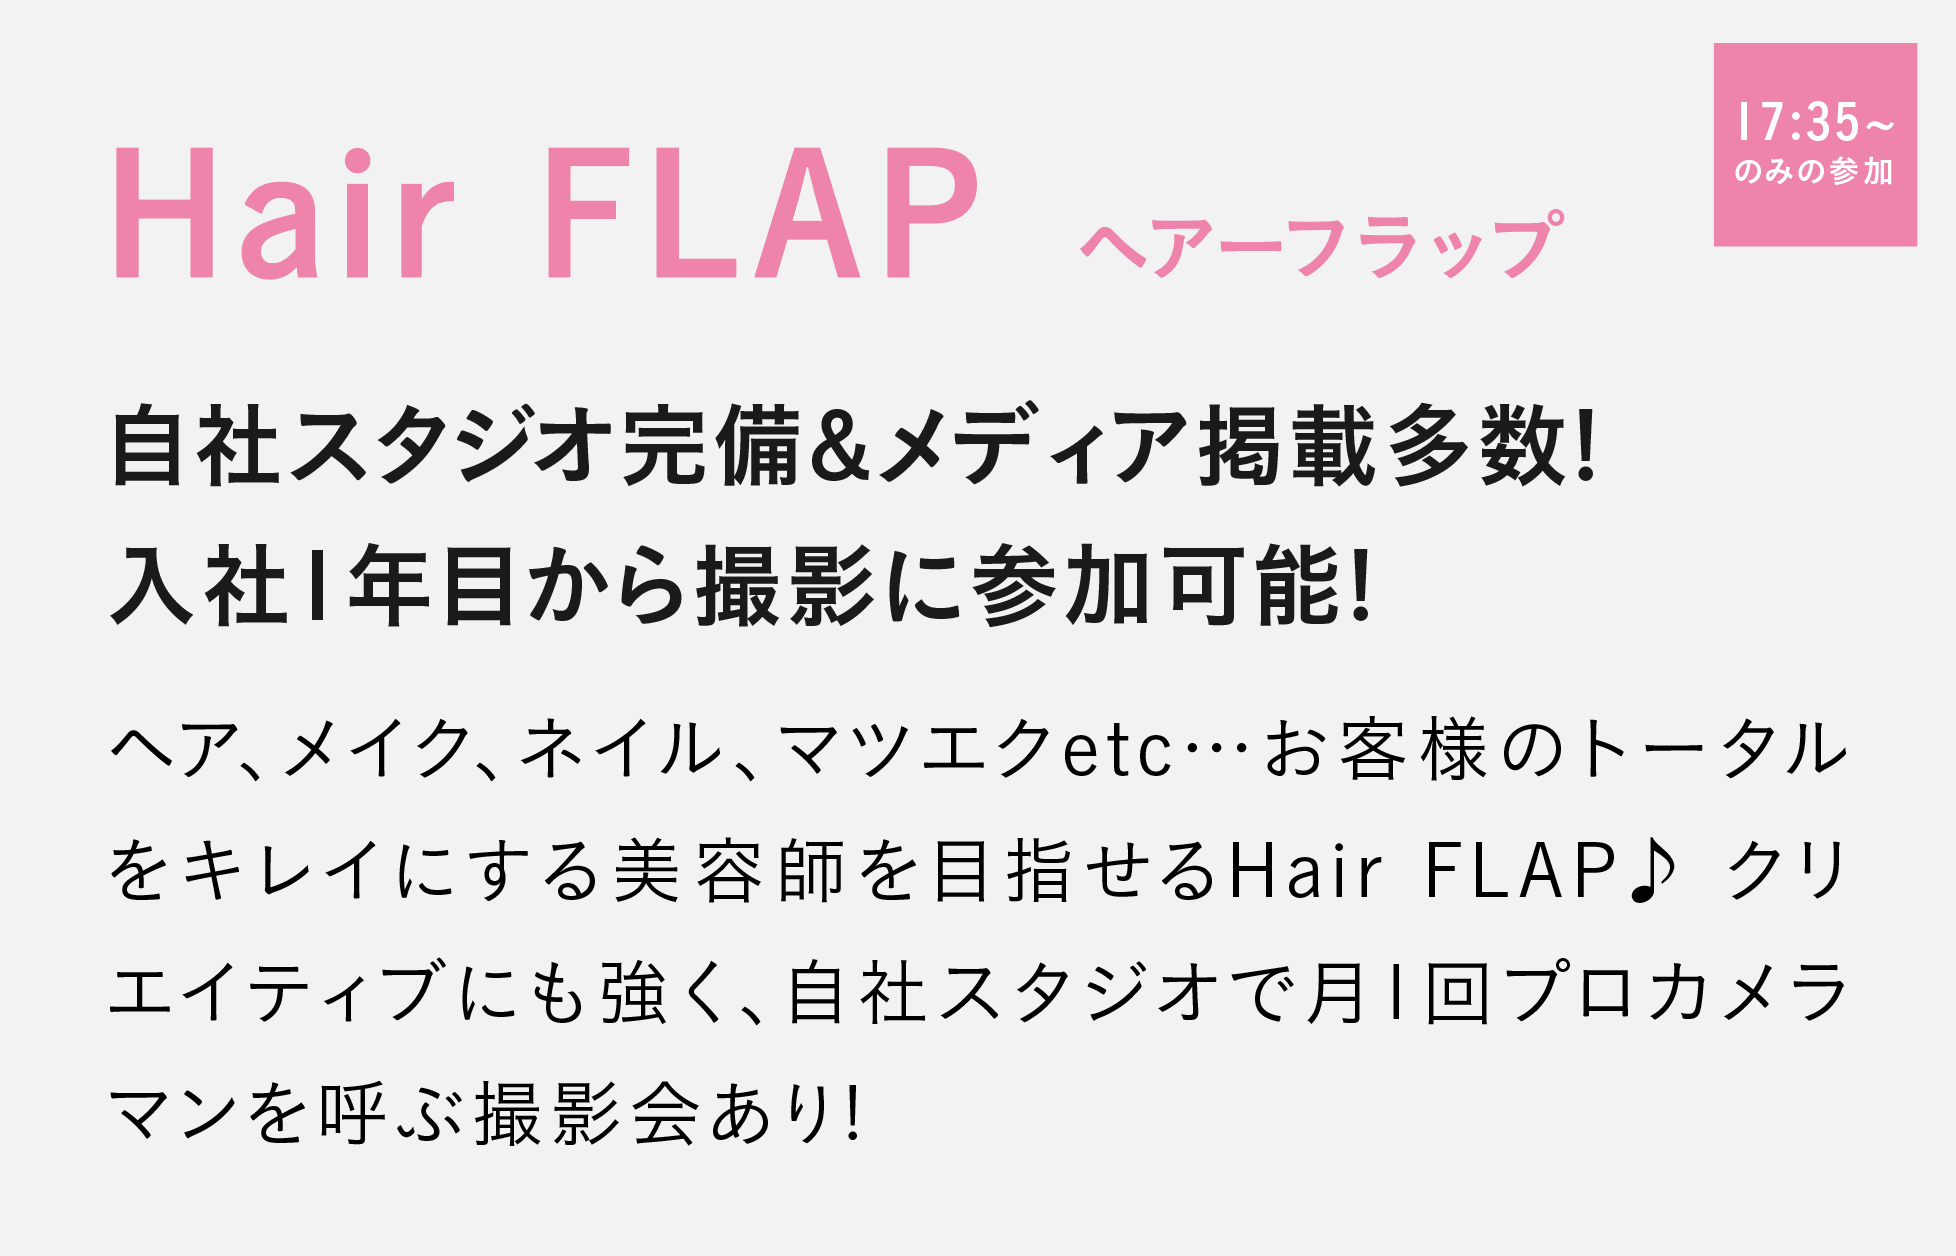 17:35~
のみの参加
Hair FLAP ヘアーフラップ
自社スタジオ完備&メディア掲載多数!
入社1年目から撮影に参加可能!
ヘア、メイク、ネイル、マツエクetc…お客様のトータル
をキレイにする美容師を目指せるHair FLAP♪ クリ
エイティブにも強く、自社スタジオで月1回プロカメラ
マンを呼ぶ撮影会あり!